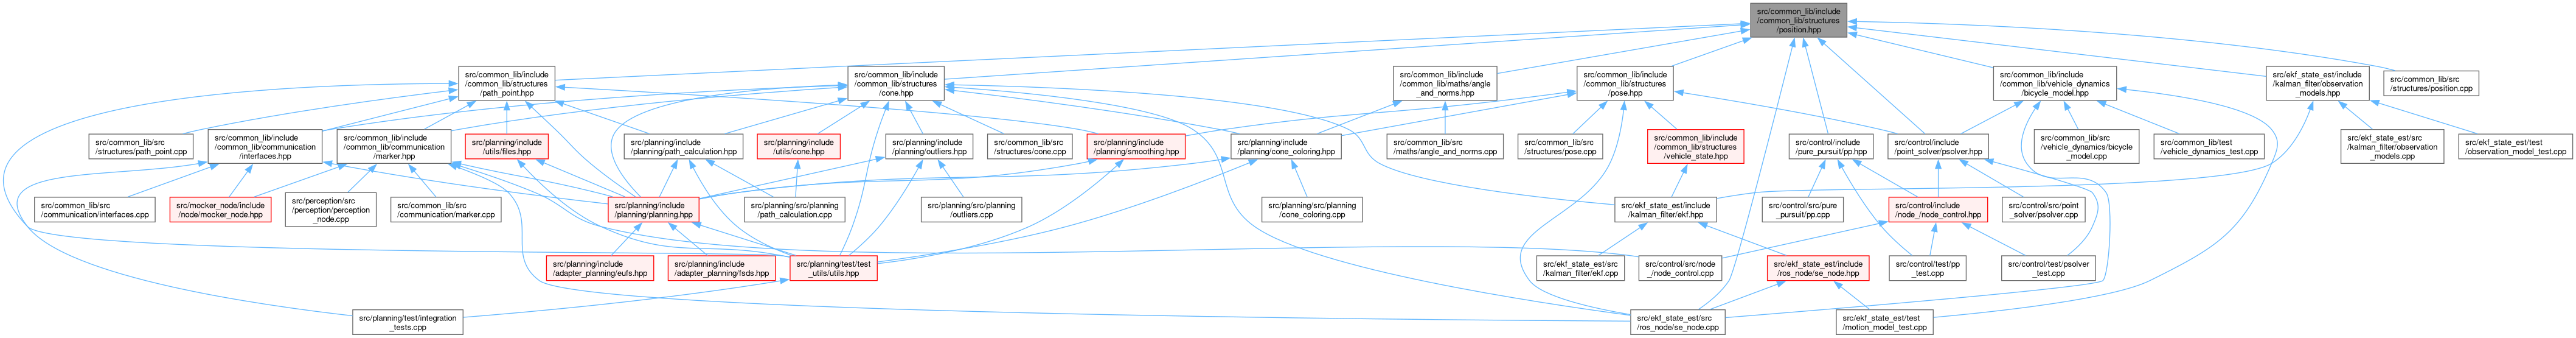 src/common_lib/include
/common_lib/structures
/position.hpp
src/common_lib/include
/common_lib/structures
/path_point.hpp
src/common_lib/include
/common_lib/structures
/cone.hpp
src/common_lib/include
/common_lib/maths/angle
_and_norms.hpp
src/common_lib/include
/common_lib/structures
/pose.hpp
src/common_lib/include
/common_lib/vehicle_dynamics
/bicycle_model.hpp
src/ekf_state_est/include
/kalman_filter/observation
_models.hpp
src/common_lib/src
/structures/position.cpp
src/common_lib/src
/structures/path_point.cpp
src/common_lib/include
/common_lib/communication
/interfaces.hpp
src/common_lib/include
/common_lib/communication
/marker.hpp
src/planning/include
/utils/files.hpp
src/planning/include
/planning/path_calculation.hpp
src/planning/include
/utils/cone.hpp
src/planning/include
/planning/outliers.hpp
src/common_lib/src
/structures/cone.cpp
src/planning/include
/planning/smoothing.hpp
src/planning/include
/planning/cone_coloring.hpp
src/common_lib/src
/maths/angle_and_norms.cpp
src/common_lib/src
/structures/pose.cpp
src/common_lib/include
/common_lib/structures
/vehicle_state.hpp
src/control/include
/pure_pursuit/pp.hpp
src/control/include
/point_solver/psolver.hpp
src/common_lib/src
/vehicle_dynamics/bicycle
_model.cpp
src/common_lib/test
/vehicle_dynamics_test.cpp
src/ekf_state_est/src
/kalman_filter/observation
_models.cpp
src/ekf_state_est/test
/observation_model_test.cpp
src/common_lib/src
/communication/interfaces.cpp
src/mocker_node/include
/node/mocker_node.hpp
src/perception/src
/perception/perception
_node.cpp
src/common_lib/src
/communication/marker.cpp
src/planning/include
/planning/planning.hpp
src/planning/src/planning
/path_calculation.cpp
src/planning/src/planning
/outliers.cpp
src/planning/src/planning
/cone_coloring.cpp
src/ekf_state_est/include
/kalman_filter/ekf.hpp
src/control/src/pure
_pursuit/pp.cpp
src/control/include
/node_/node_control.hpp
src/control/src/point
_solver/psolver.cpp
src/planning/include
/adapter_planning/eufs.hpp
src/planning/include
/adapter_planning/fsds.hpp
src/planning/test/test
_utils/utils.hpp
src/ekf_state_est/src
/kalman_filter/ekf.cpp
src/control/src/node
_/node_control.cpp
src/ekf_state_est/include
/ros_node/se_node.hpp
src/control/test/pp
_test.cpp
src/control/test/psolver
_test.cpp
src/planning/test/integration
_tests.cpp
src/ekf_state_est/src
/ros_node/se_node.cpp
src/ekf_state_est/test
/motion_model_test.cpp